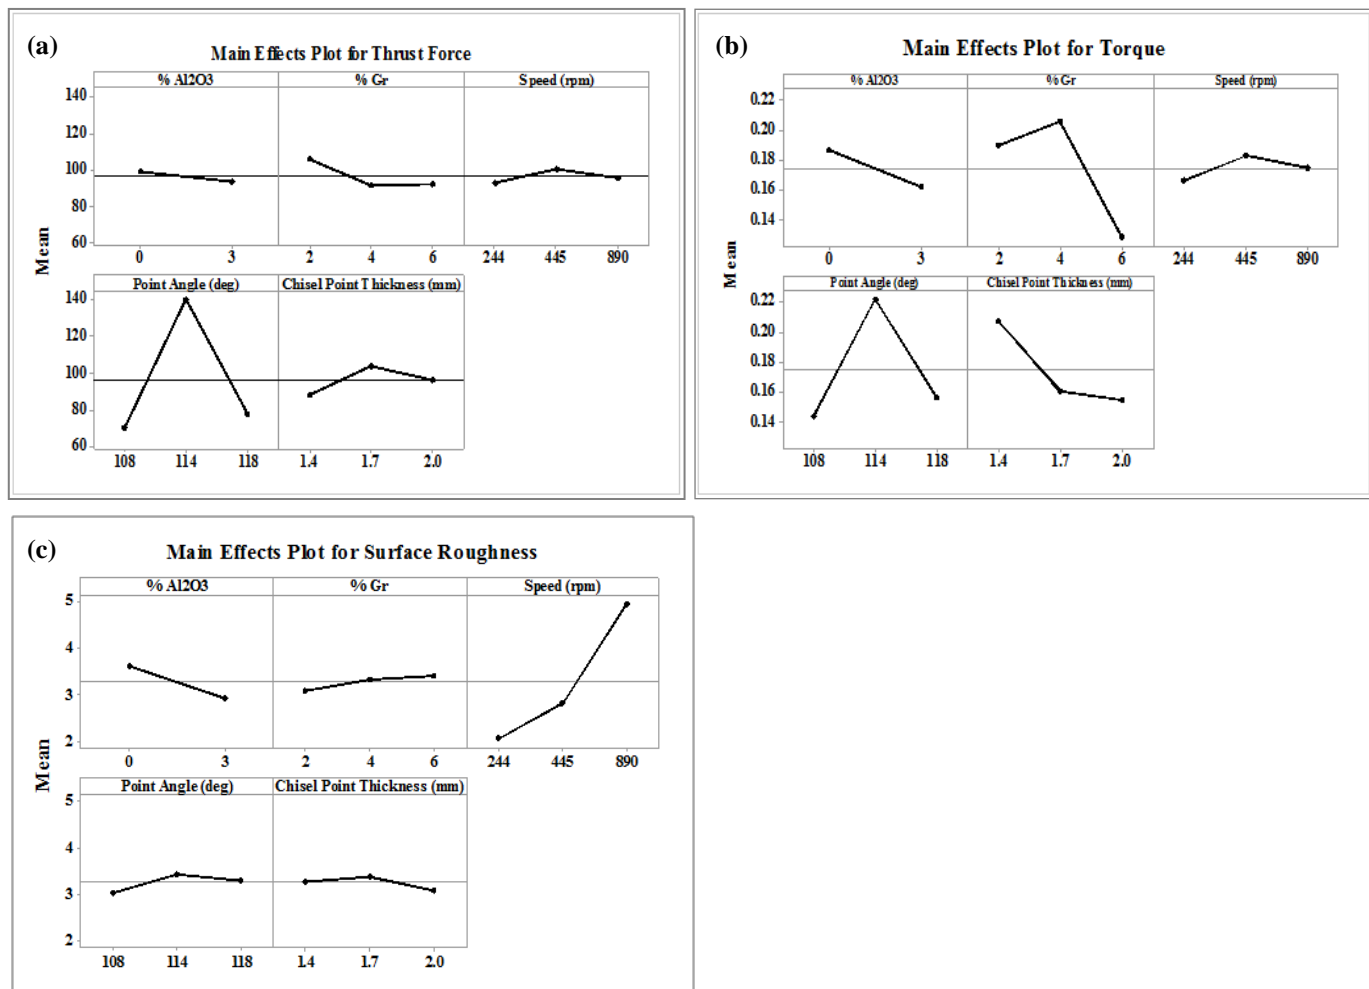 (a)
Main Effects Plot for Thrust Force
% Al2O3 % Gr Speed (rpm)
140
120
100
80
60
0 3 2 4 6 244 445 890
Mean
Point Angle (deg) Chisel Point Thickness (mm)
140
120
100
80
60
108 114 118 1.4 1.7 2.0
(b)
Main Effects Plot for Torque
% Al2O3 % Gr Speed (rpm)
0.22
0.20
0.18
0.16
0.14
0 3 2 4 6 244 445 890
Mean
Point Angle (deg) Chisel Point Thickness (mm)
0.22
0.20
0.18
0.16
0.14
108 114 118 1.4 1.7 2.0
(c)
Main Effects Plot for Surface Roughness
% Al2O3 % Gr Speed (rpm)
5
4
3
2
0 3 2 4 6 244 445 890
Mean
Point Angle (deg) Chisel Point Thickness (mm)
5
4
3
2
108 114 118 1.4 1.7 2.0